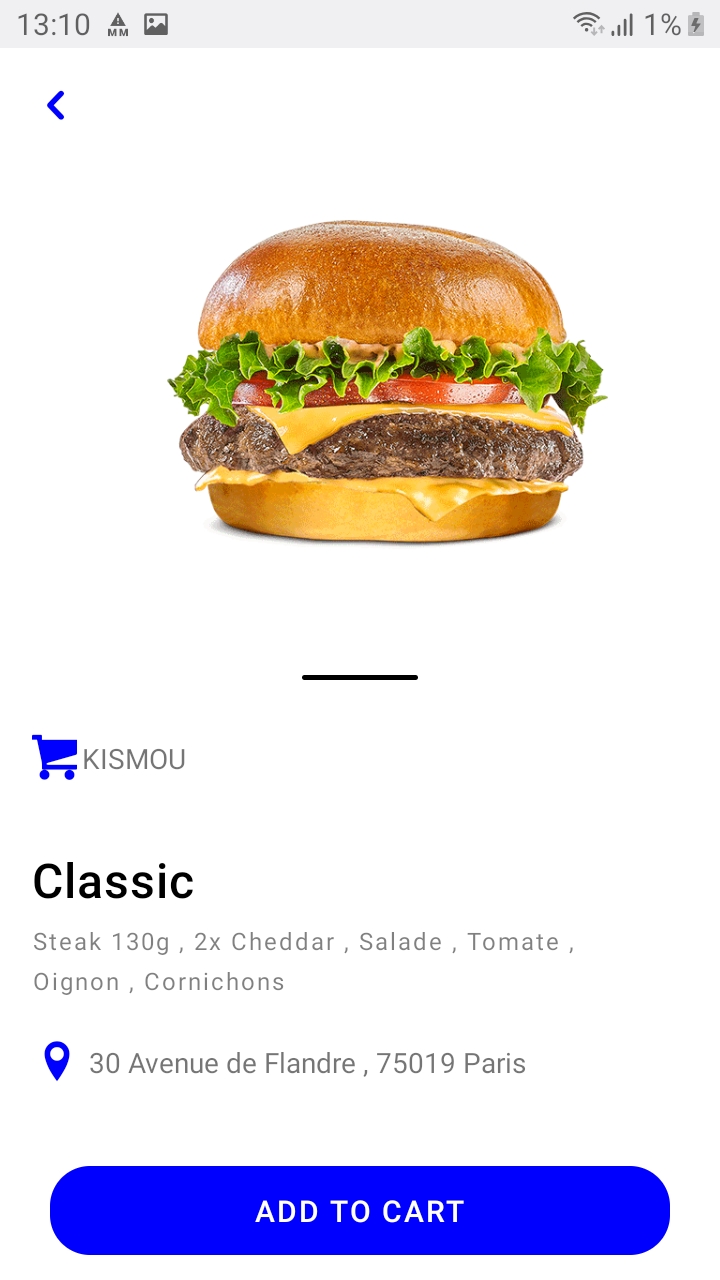 13:10 MM 1%
KISMOU
Classic
Steak 130g , 2x Cheddar , Salade , Tomate ,
Oignon , Cornichons
30 Avenue de Flandre , 75019 Paris
ADD TO CART